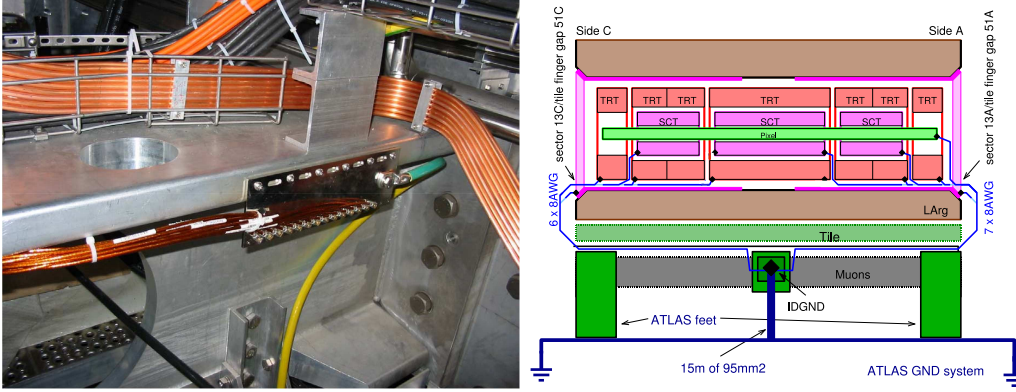 Side C
Side A
sector 13C/tile finger gap 51C
sector 13A/tile finger gap 51A
TRT
TRT
TRT
TRT
TRT
TRT
TRT
SCT
SCT
SCT
Pixel
6 x 8AWG
7 x 8AWG
LArg
Tile
Muons
IDGND
ATLAS feet
15m of 95mm2
ATLAS GND system